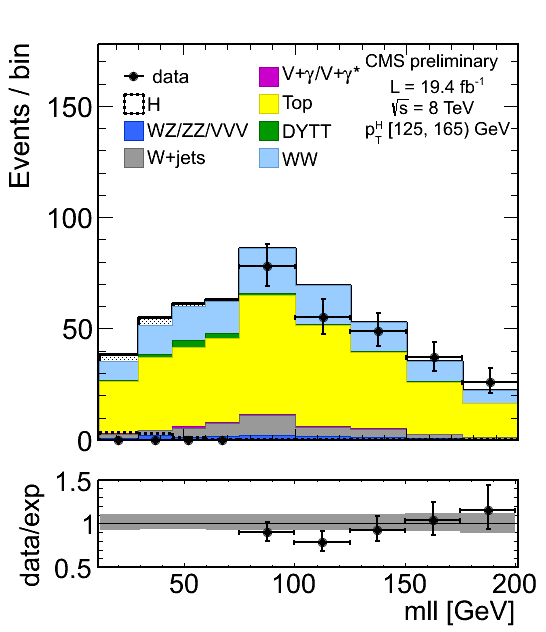 CMS preliminary
L = 19.4 fb⁻¹
√s = 8 TeV
p_T^H [125, 165) GeV
data
H
WZ/ZZ/VVV
W+jets
V+γ/V+γ*
Top
DYTT
WW
Events / bin
150
100
50
0
data/exp
1.5
1
0.5
50
100
150
200
mll [GeV]